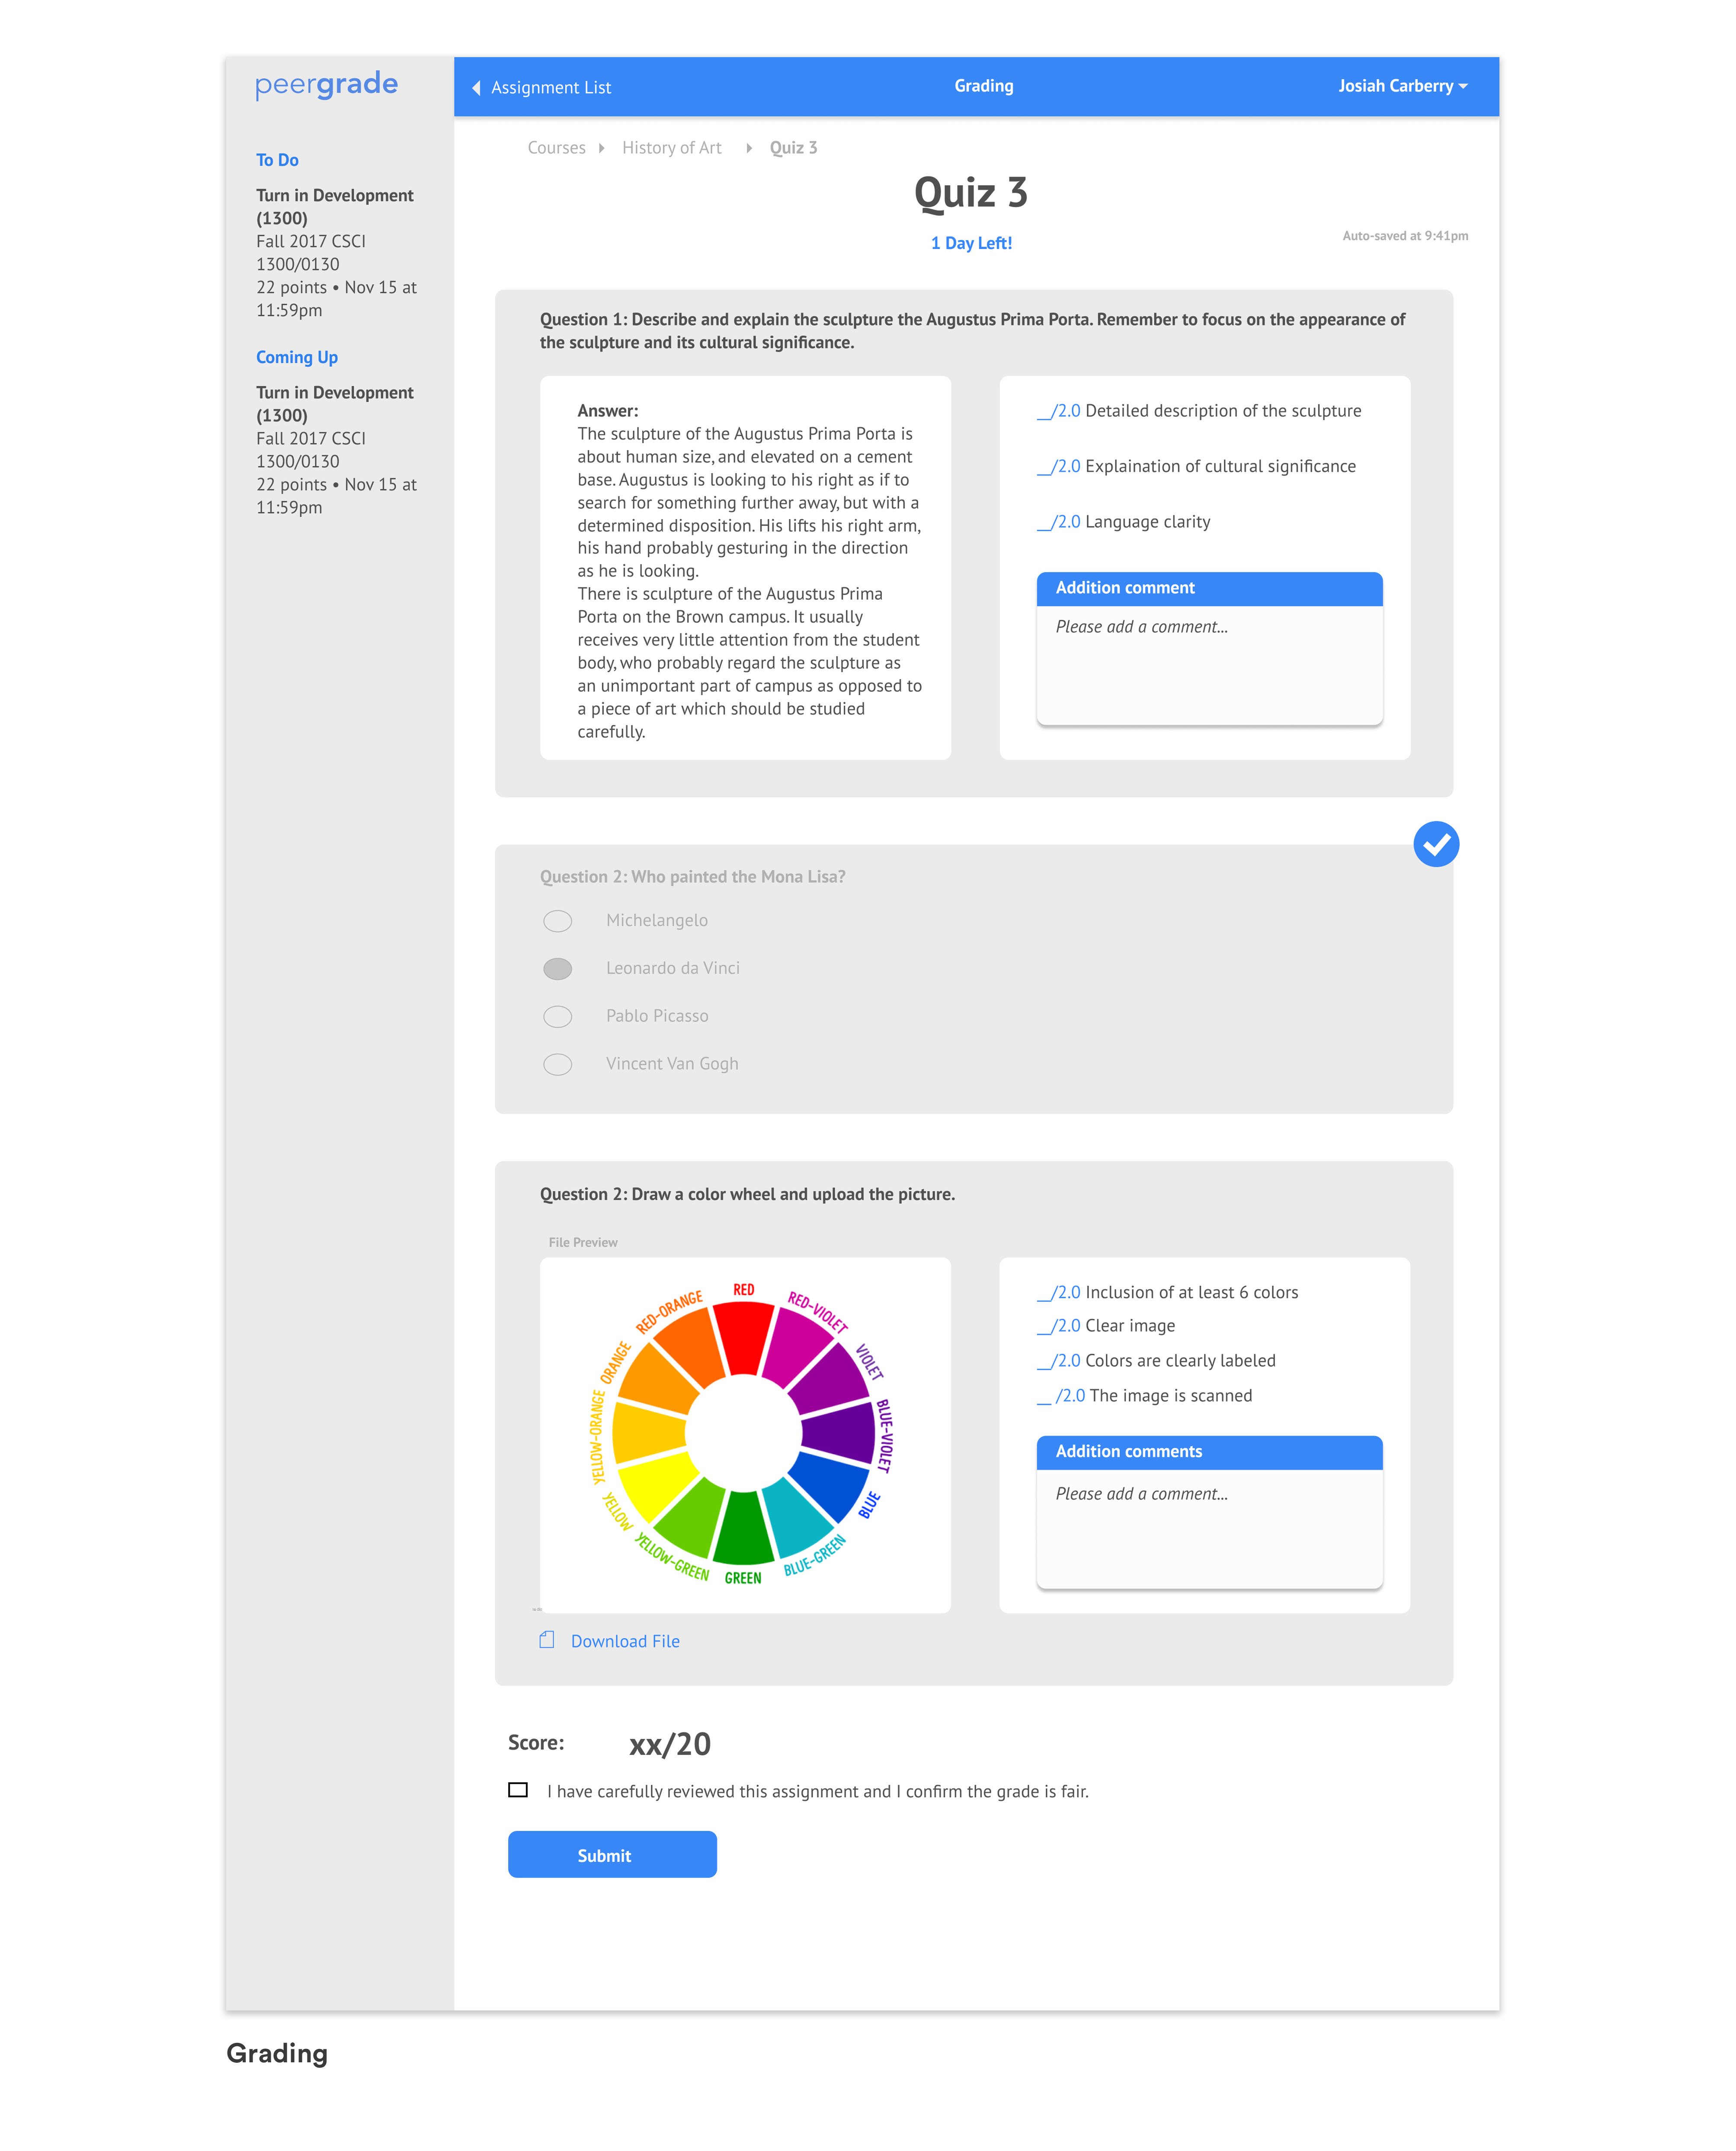 peergrade
Assignment List
Grading
Josiah Carberry
To Do
Turn in Development
(1300)
Fall 2017 CSCI
1300/0130
22 points • Nov 15 at
11:59pm
Coming Up
Turn in Development
(1300)
Fall 2017 CSCI
1300/0130
22 points • Nov 15 at
11:59pm
Courses
History of Art
Quiz 3
Quiz 3
1 Day Left!
Auto-saved at 9:41pm
Question 1: Describe and explain the sculpture the Augustus Prima Porta. Remember to focus on the appearance of
the sculpture and its cultural significance.
Answer:
The sculpture of the Augustus Prima Porta is
about human size, and elevated on a cement
base. Augustus is looking to his right as if to
search for something further away, but with a
determined disposition. His lifts his right arm,
his hand probably gesturing in the direction
as he is looking.
There is sculpture of the Augustus Prima
Porta on the Brown campus. It usually
receives very little attention from the student
body, who probably regard the sculpture as
an unimportant part of campus as opposed to
a piece of art which should be studied
carefully.
__/2.0 Detailed description of the sculpture
__/2.0 Explaination of cultural significance
__/2.0 Language clarity
Addition comment
Please add a comment...
Question 2: Who painted the Mona Lisa?
Michelangelo
Leonardo da Vinci
Pablo Picasso
Vincent Van Gogh
Question 2: Draw a color wheel and upload the picture.
File Preview
RED
RED-VIOLET
VIOLET
BLUE-VIOLET
BLUE
BLUE-GREEN
GREEN
YELLOW-GREEN
YELLOW
YELLOW-ORANGE
ORANGE
RED-ORANGE
__/2.0 Inclusion of at least 6 colors
__/2.0 Clear image
__/2.0 Colors are clearly labeled
__ /2.0 The image is scanned
Addition comments
Please add a comment...
Download File
Score:
xx/20
I have carefully reviewed this assignment and I confirm the grade is fair.
Submit
Grading